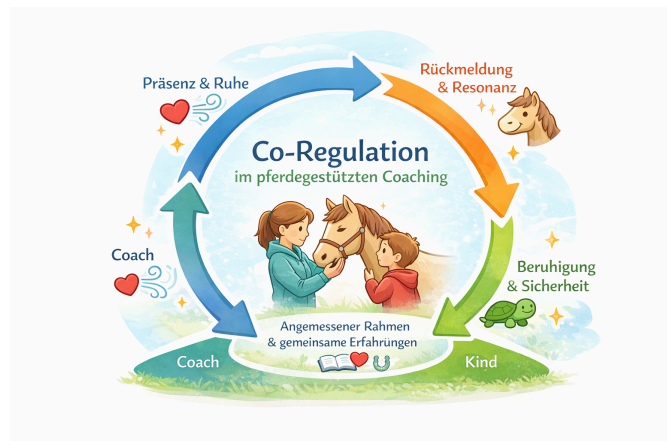 Co-Regulation
im pferdegestützten Coaching
Präsenz & Ruhe
Rückmeldung
& Resonanz
Coach
Beruhigung
& Sicherheit
Angemessener Rahmen
& gemeinsame Erfahrungen
Coach
Kind